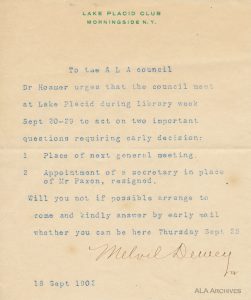 LAKE PLACID CLUB
MORNINGSIDE N.Y.
To the A L A council
Dr Hosmer urges that the council meet
at Lake Placid during library week
Sept 20-29 to act on two important
questions requiring early decision:
1 Place of next general meeting
2 Appointment of a secretary in place
of Mr Faxon, resigned.
Will you not if possible arrange to
come and kindly answer by early mail
whether you can be here Thursday Sept 25
Melvil Dewey
18 Sept 1902
ALA ARCHIVES